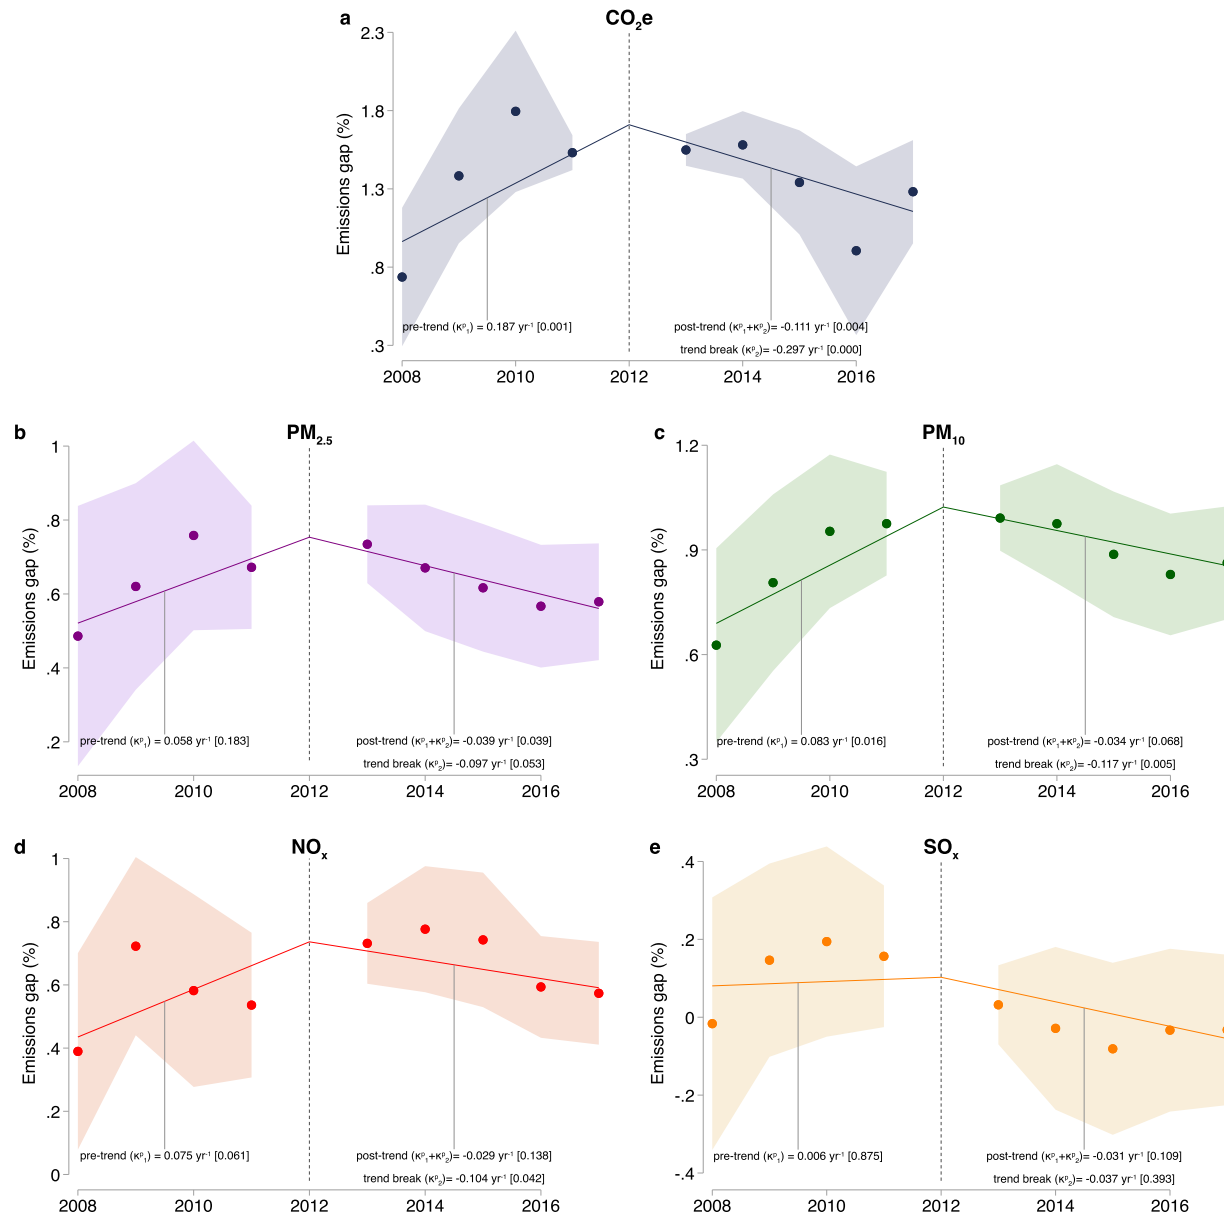 a
CO₂e
2.3
1.8
1.3
.8
.3
Emissions gap (%)
pre-trend (κᵖ₁) = 0.187 yr⁻¹ [0.001]
post-trend (κᵖ₁+κᵖ₂)= -0.111 yr⁻¹ [0.004]
trend break (κᵖ₂)= -0.297 yr⁻¹ [0.000]
2008 2010 2012 2014 2016
b
PM₂.₅
1
.8
.6
.4
.2
Emissions gap (%)
pre-trend (κᵖ₁) = 0.058 yr⁻¹ [0.183]
post-trend (κᵖ₁+κᵖ₂)= -0.039 yr⁻¹ [0.039]
trend break (κᵖ₂)= -0.097 yr⁻¹ [0.053]
2008 2010 2012 2014 2016
c
PM₁₀
1.2
.9
.6
.3
Emissions gap (%)
pre-trend (κᵖ₁) = 0.083 yr⁻¹ [0.016]
post-trend (κᵖ₁+κᵖ₂)= -0.034 yr⁻¹ [0.068]
trend break (κᵖ₂)= -0.117 yr⁻¹ [0.005]
2008 2010 2012 2014 2016
d
NOₓ
1
.8
.6
.4
.2
0
Emissions gap (%)
pre-trend (κᵖ₁) = 0.075 yr⁻¹ [0.061]
post-trend (κᵖ₁+κᵖ₂)= -0.029 yr⁻¹ [0.138]
trend break (κᵖ₂)= -0.104 yr⁻¹ [0.042]
2008 2010 2012 2014 2016
e
SOₓ
.4
.2
0
-.2
-.4
Emissions gap (%)
pre-trend (κᵖ₁) = 0.006 yr⁻¹ [0.875]
post-trend (κᵖ₁+κᵖ₂)= -0.031 yr⁻¹ [0.109]
trend break (κᵖ₂)= -0.037 yr⁻¹ [0.393]
2008 2010 2012 2014 2016